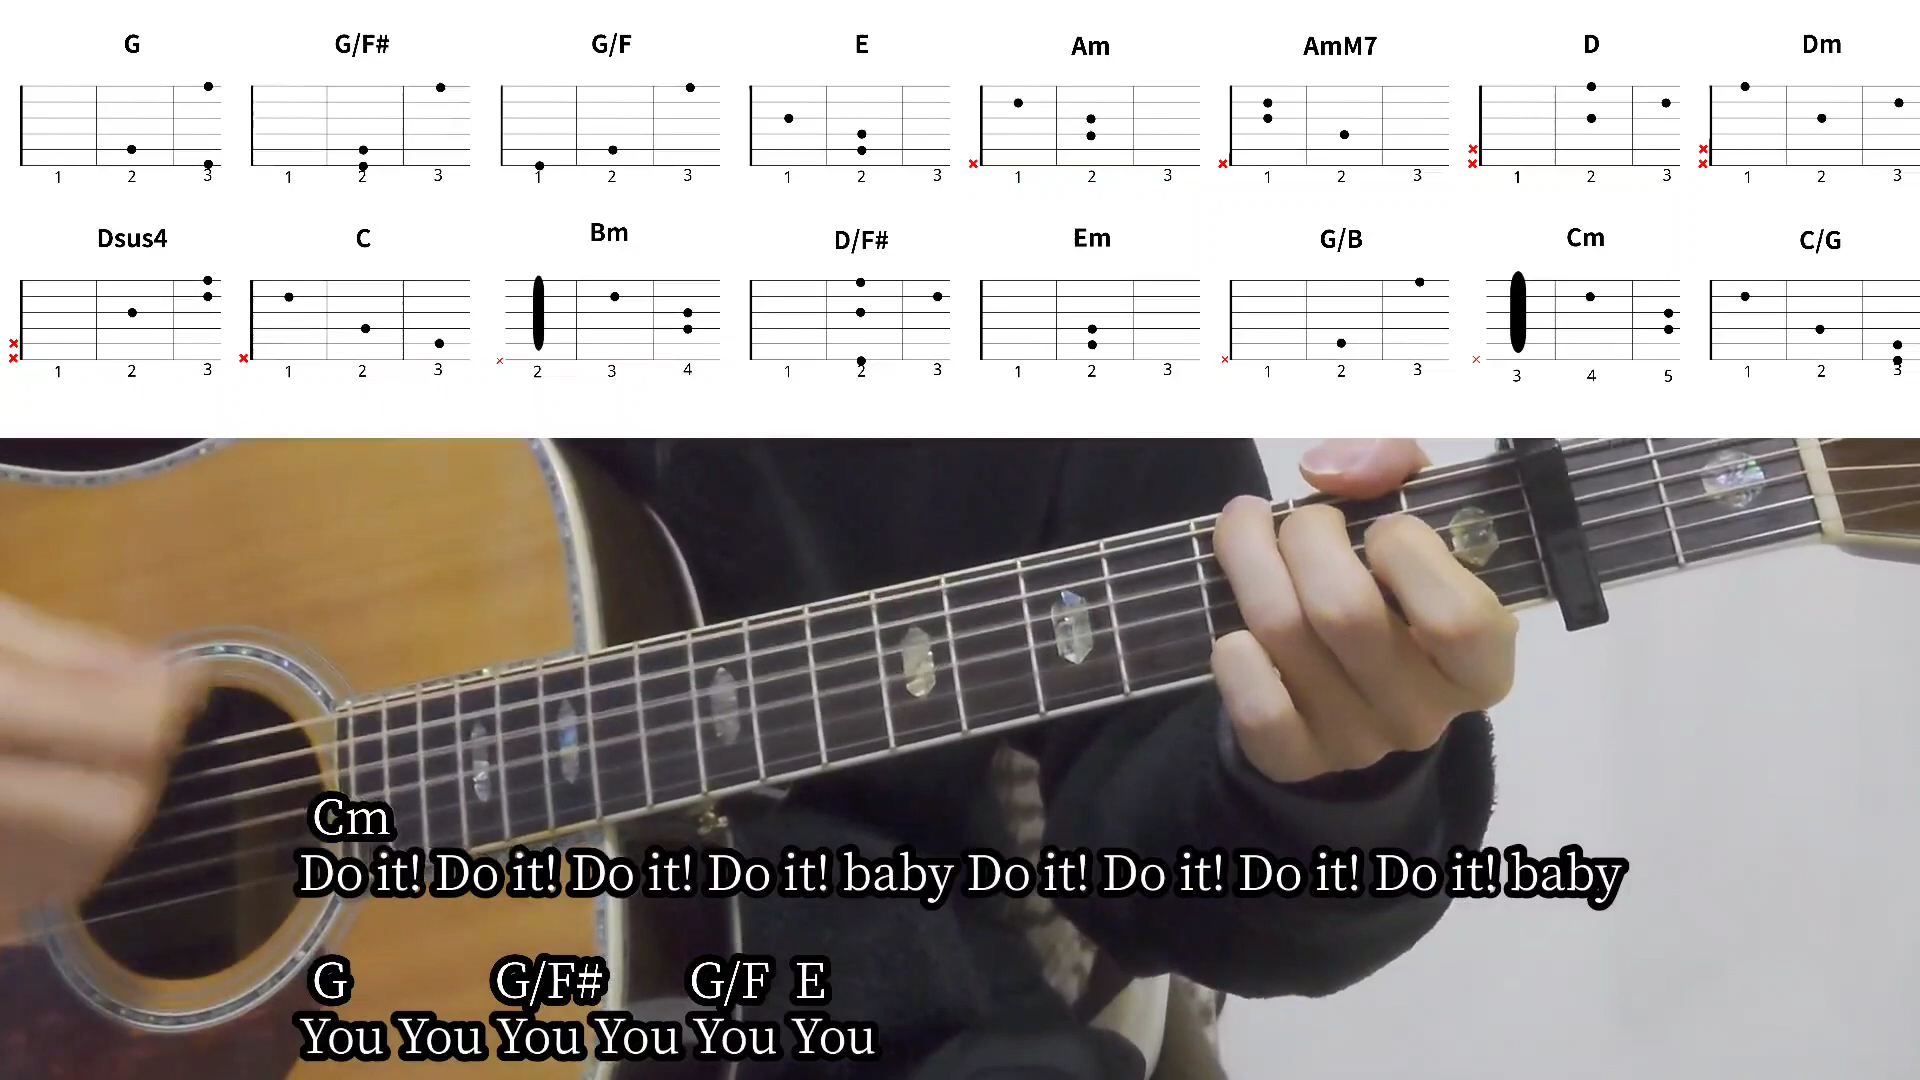 G G/F# G/F E Am AmM7 D Dm
1 2 3 1 2 3 1 2 3 1 2 3 1 2 3 1 2 3 1 2 3 1 2 3
Dsus4 C Bm D/F# Em G/B Cm C/G
1 2 3 1 2 3 2 3 4 1 2 3 1 2 3 1 2 3 3 4 5 1 2 3
Cm
Do it! Do it! Do it! Do it! baby Do it! Do it! Do it! Do it! baby
G G/F# G/F E
You You You You You You